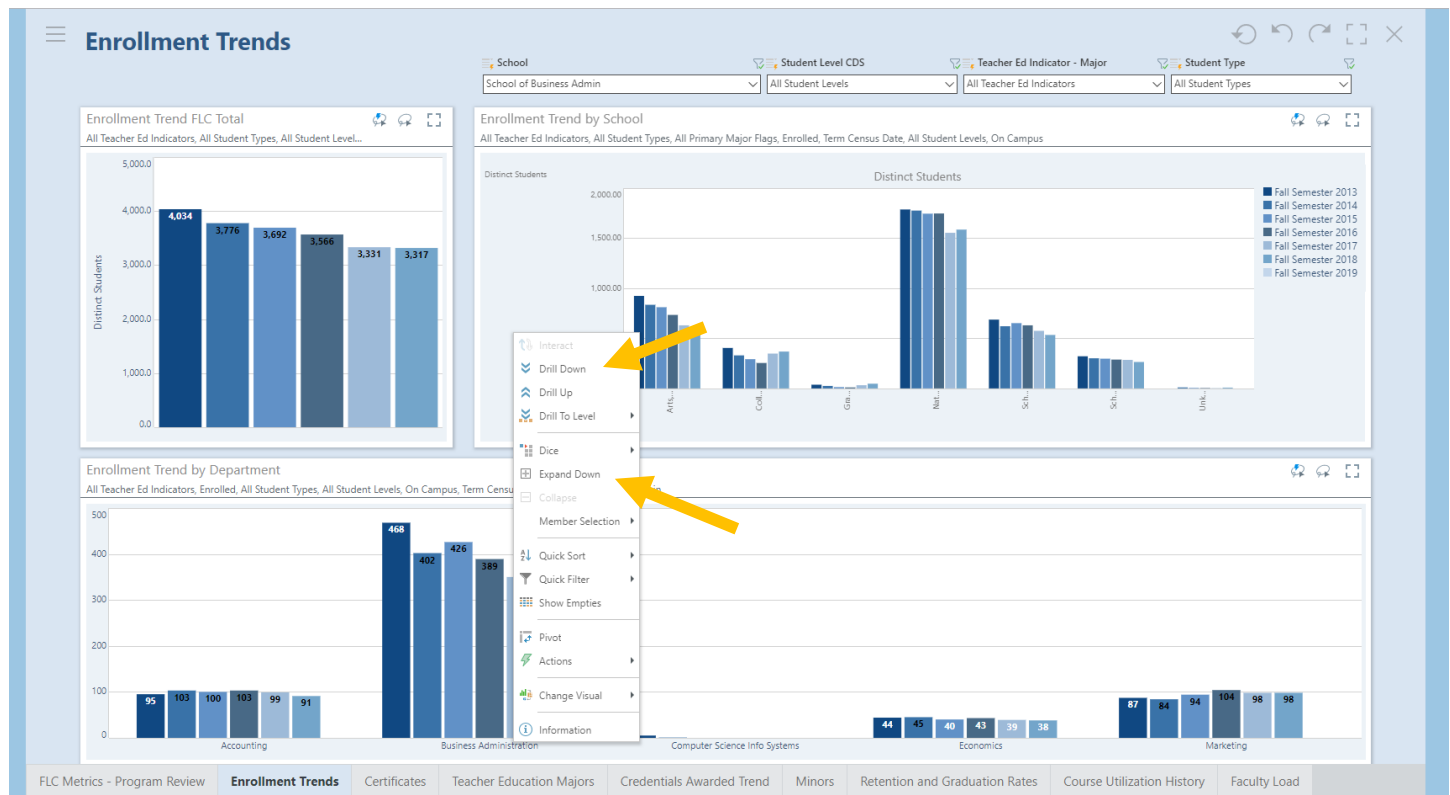 Enrollment Trends
School
Student Level CDS
Teacher Ed Indicator - Major
Student Type
School of Business Admin
All Student Levels
All Teacher Ed Indicators
All Student Types
Enrollment Trend FLC Total
All Teacher Ed Indicators, All Student Types, All Student Level...
Distinct Students
5,000.0
4,000.0
3,000.0
2,000.0
1,000.0
0.0
4,034
3,776
3,692
3,566
3,331
3,317
Enrollment Trend by School
All Teacher Ed Indicators, All Student Types, All Primary Major Flags, Enrolled, Term Census Date, All Student Levels, On Campus
Distinct Students
Distinct Students
2,000.00
1,500.00
1,000.00
Arts...
Coll...
Gra...
Nat...
Sch...
Sch...
Unk...
Fall Semester 2013
Fall Semester 2014
Fall Semester 2015
Fall Semester 2016
Fall Semester 2017
Fall Semester 2018
Fall Semester 2019
Interact
Drill Down
Drill Up
Drill To Level
Dice
Expand Down
Collapse
Member Selection
Quick Sort
Quick Filter
Show Empties
Pivot
Actions
Change Visual
Information
Enrollment Trend by Department
All Teacher Ed Indicators, Enrolled, All Student Types, All Student Levels, On Campus, Term
500
400
300
200
100
0
95
103
100
103
99
91
468
402
426
389
44
45
40
43
39
38
87
84
94
104
98
98
Accounting
Business Administration
Computer Science Info Systems
Economics
Marketing
FLC Metrics - Program Review
Enrollment Trends
Certificates
Teacher Education Majors
Credentials Awarded Trend
Minors
Retention and Graduation Rates
Course Utilization History
Faculty Load